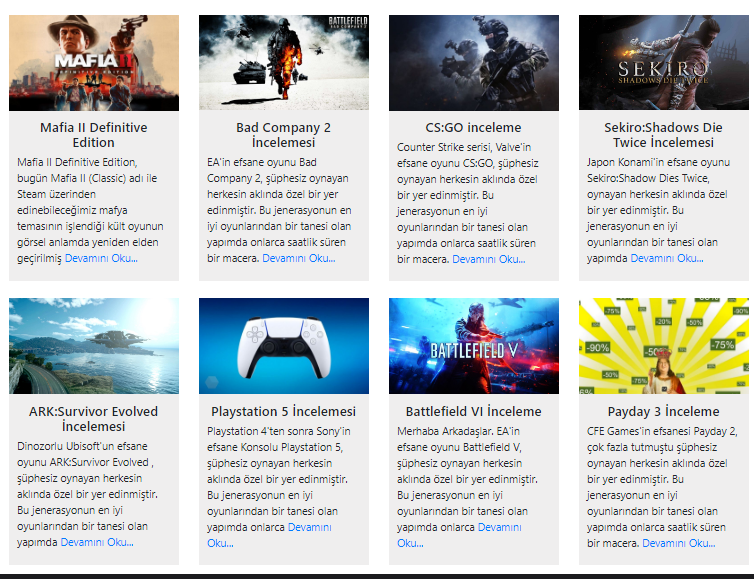 MAFIA II
DEFINITIVE EDITION
BATTLEFIELD
BAD COMPANY 2
SEKIRO
SHADOWS DIE TWICE
Mafia II Definitive
Edition
Mafia II Definitive Edition,
bugün Mafia II (Classic) adı ile
Steam üzerinden
edinebileceğimiz mafya
temasının işlendiği kült oyunun
görsel anlamda yeniden elden
geçirilmiş Devamını Oku...
Bad Company 2
İncelemesi
EA'in efsane oyunu Bad
Company 2, şüphesiz oynayan
herkesin aklında özel bir yer
edinmiştir. Bu jenerasyonun en
iyi oyunlarından bir tanesi olan
yapımda onlarca saatlik süren
bir macera. Devamını Oku...
CS:GO inceleme
Counter Strike serisi, Valve'in
efsane oyunu CS:GO, şüphesiz
oynayan herkesin aklında özel
bir yer edinmiştir. Bu
jenerasyonun en iyi
oyunlarından bir tanesi olan
yapımda onlarca saatlik süren
bir macera. Devamını Oku...
Sekiro:Shadows Die
Twice İncelemesi
Japon Konami'in efsane oyunu
Sekiro:Shadow Dies Twice,
oynayan herkesin aklında özel
bir yer edinmiştir. Bu
jenerasyonun en iyi
oyunlarından bir tanesi olan
yapımda Devamını Oku...
BATTLEFIELD V
-75%
-90%
-20%
-75%
-50%
-50%
ARK:Survivor Evolved
İncelemesi
Dinozorlu Ubisoft'un efsane
oyunu ARK:Survivor Evolved ,
şüphesiz oynayan herkesin
aklında özel bir yer edinmiştir.
Bu jenerasyonun en iyi
oyunlarından bir tanesi olan
yapımda Devamını Oku...
Playstation 5 İncelemesi
Playstation 4'ten sonra Sony'in
efsane Konsolu Playstation 5,
şüphesiz oynayan herkesin
aklında özel bir yer edinmiştir.
Bu jenerasyonun en iyi
oyunlarından bir tanesi olan
yapımda onlarca Devamını
Oku...
Battlefield VI İnceleme
Merhaba Arkadaşlar. EA'in
efsane oyunu Battlefield V,
şüphesiz oynayan herkesin
aklında özel bir yer edinmiştir.
Bu jenerasyonun en iyi
oyunlarından bir tanesi olan
yapımda onlarca Devamını
Oku...
Payday 3 İnceleme
CFE Games'in efsanesi Payday 2,
çok fazla tutmuştu şüphesiz
oynayan herkesin aklında özel
bir yer edinmiştir. Bu
jenerasyonun en iyi
oyunlarından bir tanesi olan
yapımda onlarca saatlik süren
bir macera. Devamını Oku...